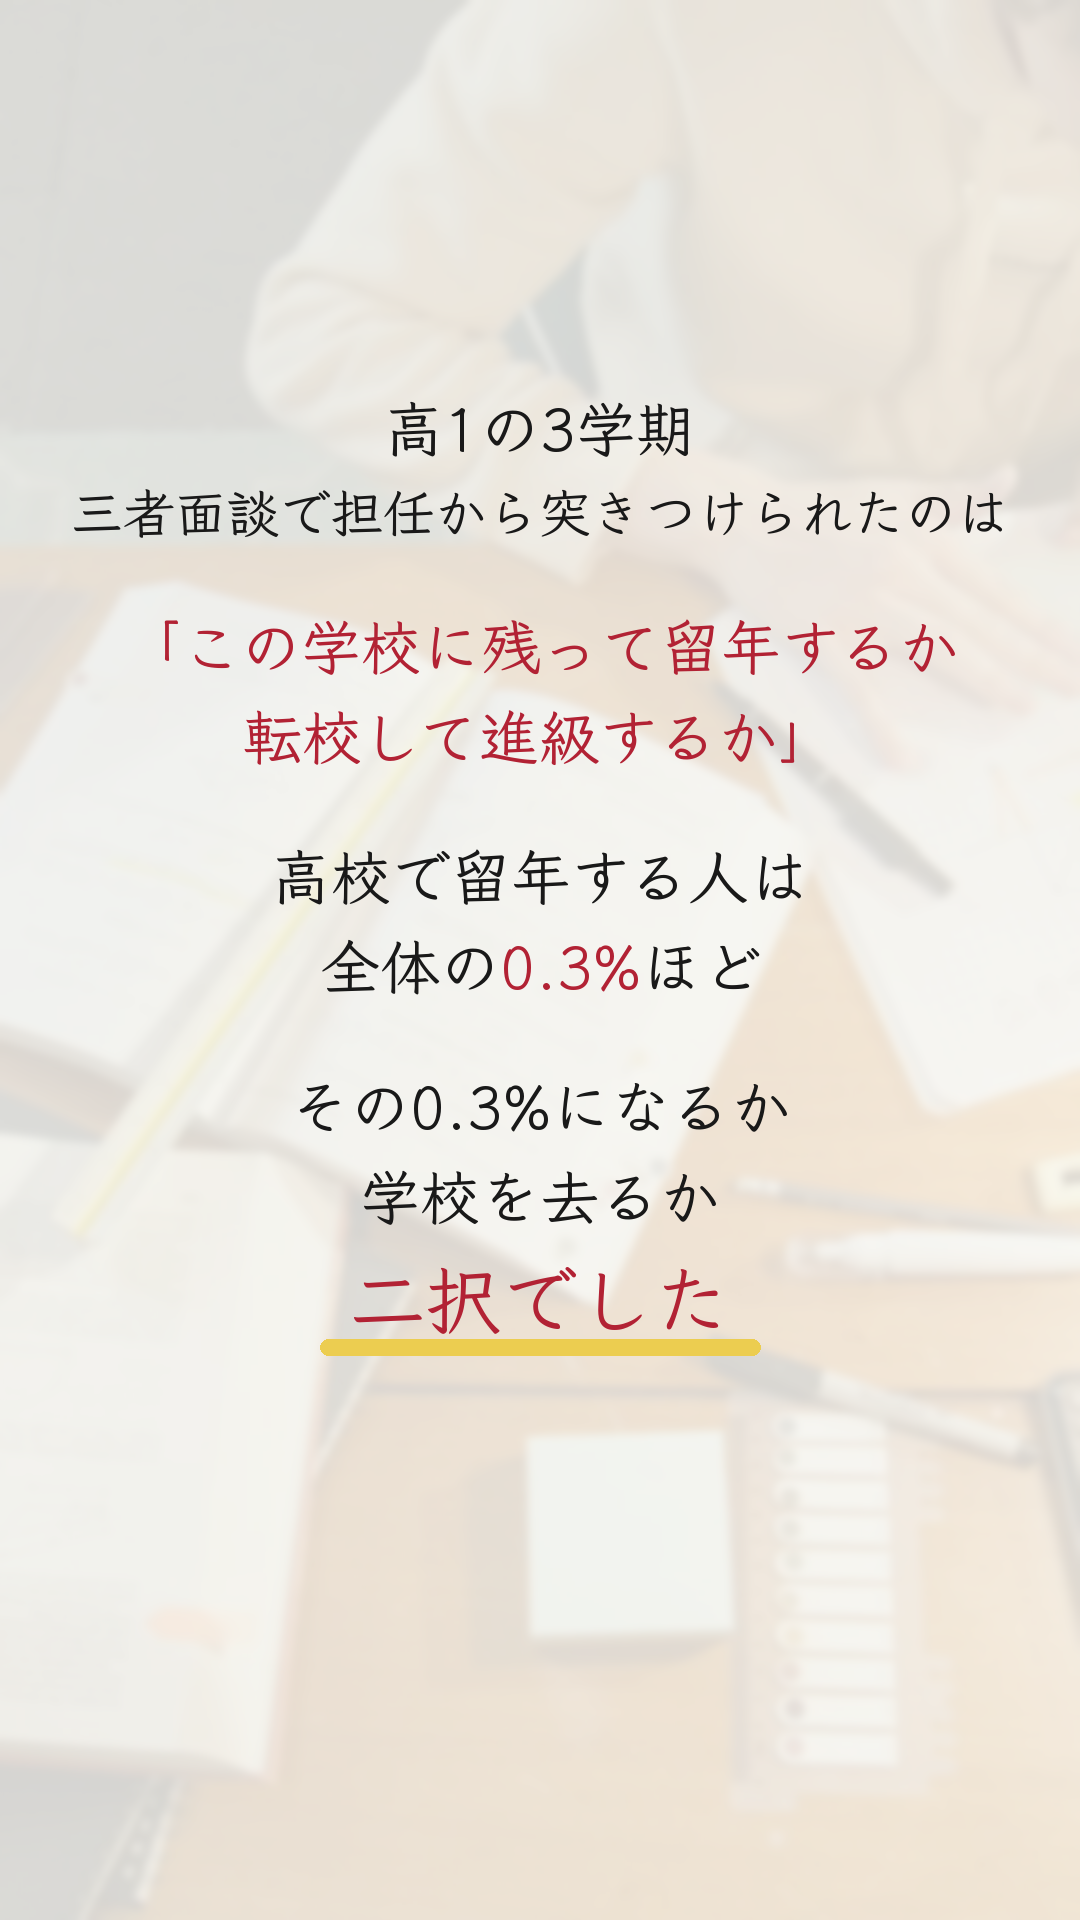 高1の3学期
三者面談で担任から突きつけられたのは
「この学校に残って留年するか
転校して進級するか」
高校で留年する人は
全体の0.3%ほど
その0.3%になるか
学校を去るか
二択でした